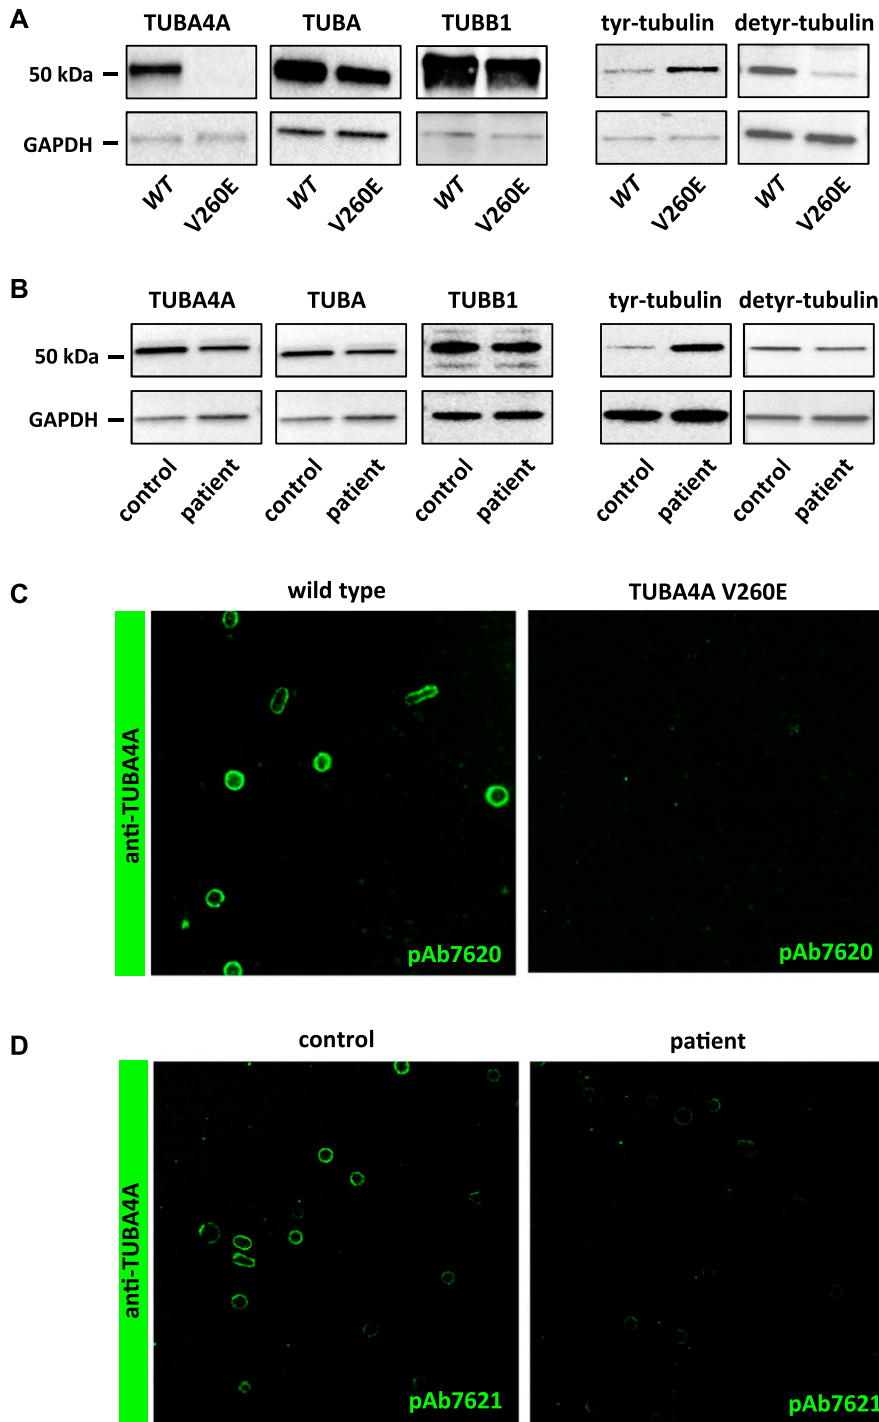 A
TUBA4A TUBA TUBB1 tyr-tubulin detyr-tubulin
50 kDa
GAPDH
WT V260E WT V260E WT V260E WT V260E WT V260E
B
TUBA4A TUBA TUBB1 tyr-tubulin detyr-tubulin
50 kDa
GAPDH
control patient control patient control patient control patient control patient
C
wild type TUBA4A V260E
anti-TUBA4A
pAb7620 pAb7620
D
control patient
anti-TUBA4A
pAb7621 pAb7621